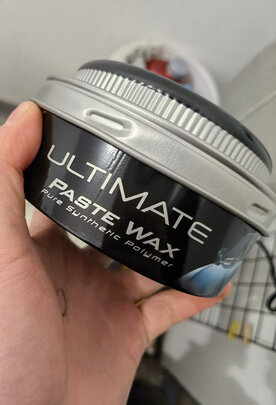 ULTIMATE
PASTE WAX
Pure Synthetic Polymer